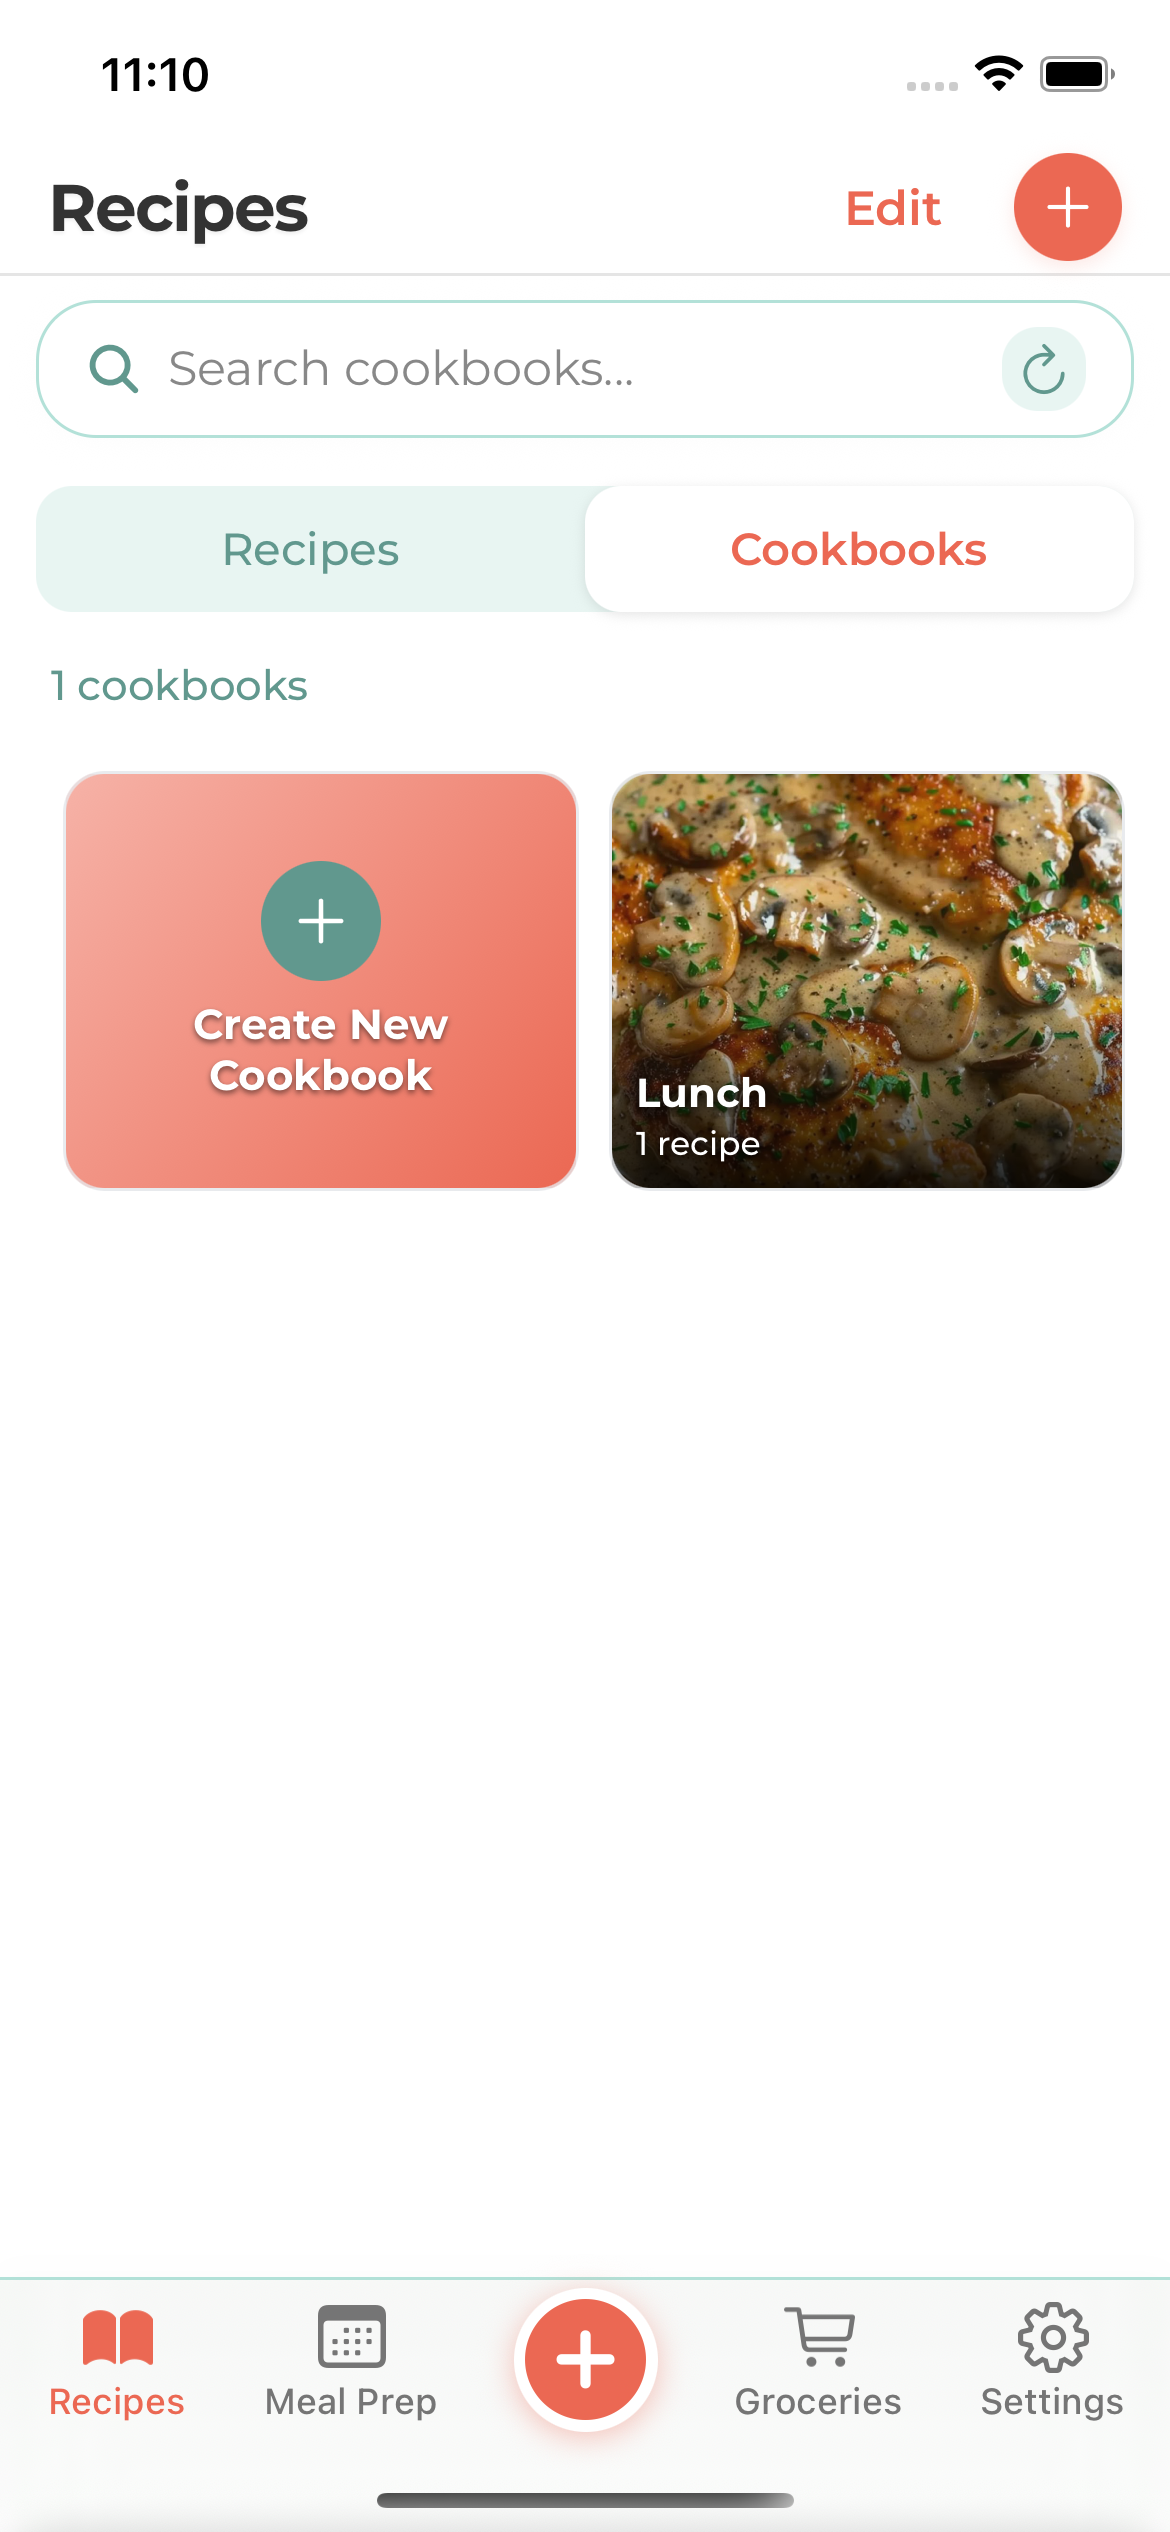 11:10
Recipes
Edit
Search cookbooks...
Recipes
Cookbooks
1 cookbooks
Create New
Cookbook
Lunch
1 recipe
Recipes
Meal Prep
Groceries
Settings